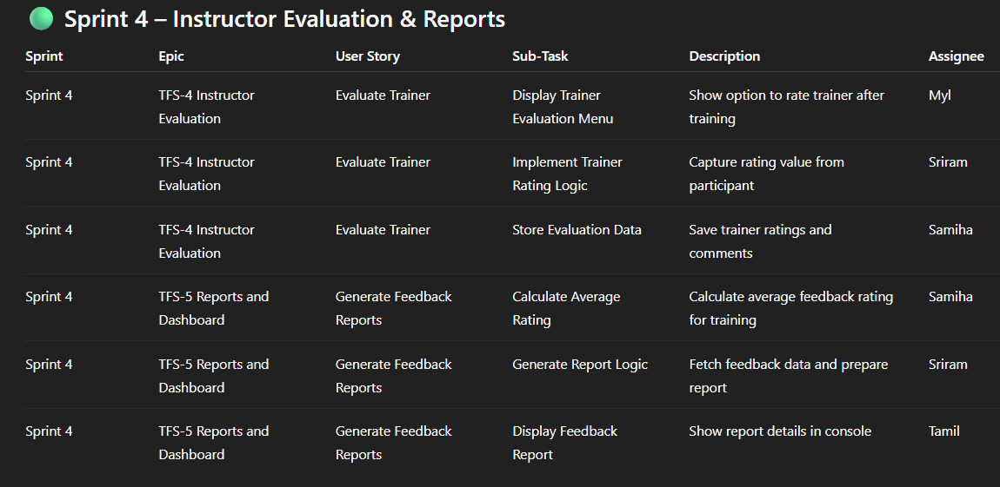 Sprint 4 – Instructor Evaluation & Reports
Sprint Epic User Story Sub-Task Description Assignee
Sprint 4 TFS-4 Instructor Evaluate Trainer Display Trainer Show option to rate trainer after Myl
Evaluation Evaluation Menu training
Sprint 4 TFS-4 Instructor Evaluate Trainer Implement Trainer Capture rating value from Sriram
Evaluation Rating Logic participant
Sprint 4 TFS-4 Instructor Evaluate Trainer Store Evaluation Data Save trainer ratings and Samiha
Evaluation comments
Sprint 4 TFS-5 Reports and Generate Feedback Calculate Average Calculate average feedback rating Samiha
Dashboard Reports Rating for training
Sprint 4 TFS-5 Reports and Generate Feedback Generate Report Logic Fetch feedback data and prepare Sriram
Dashboard Reports report
Sprint 4 TFS-5 Reports and Generate Feedback Display Feedback Show report details in console Tamil
Dashboard Reports Report